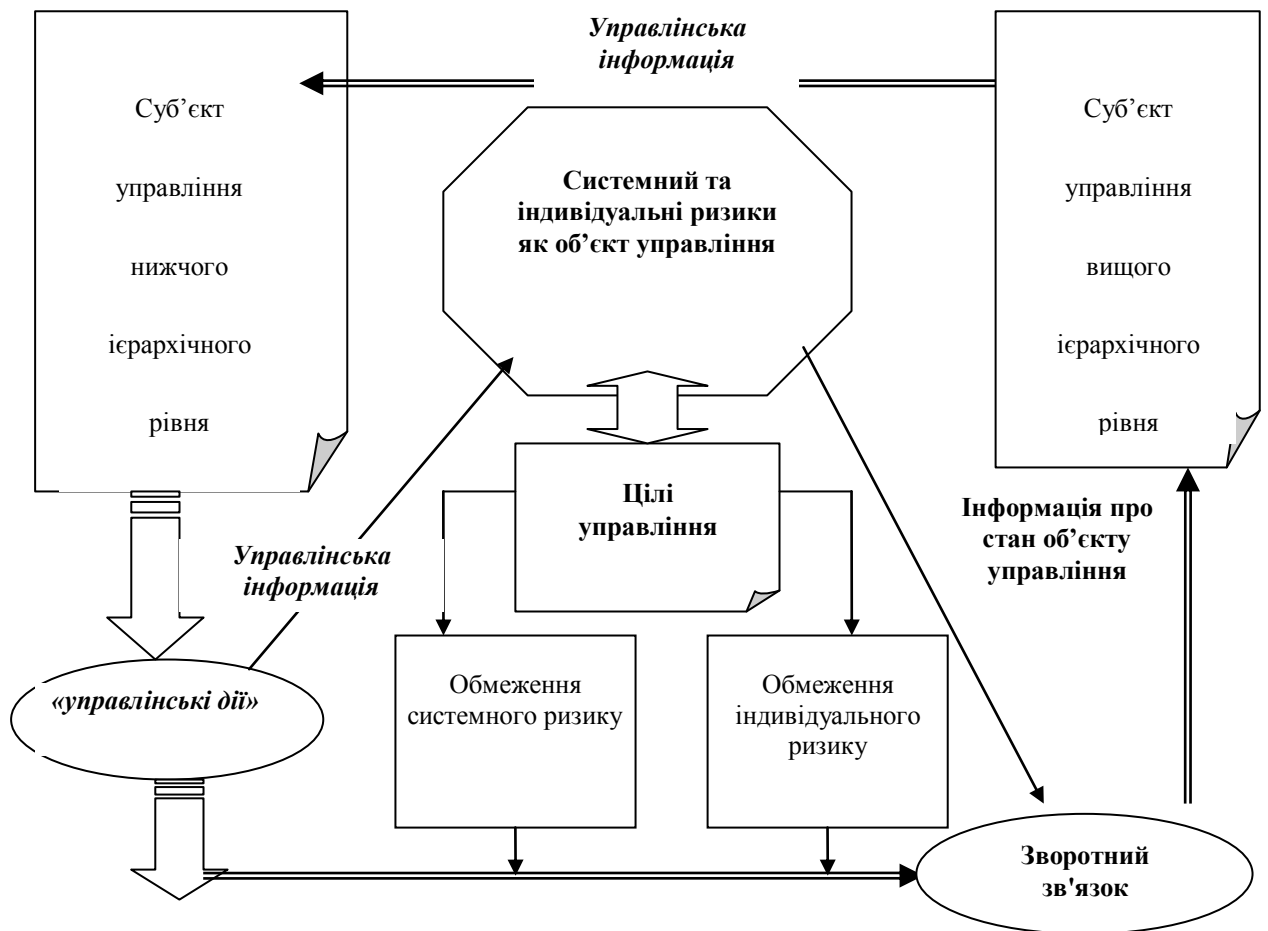 Управлінська
інформація
Суб’єкт
управління
нижчого
ієрархічного
рівня
Системний та
індивідуальні ризики
як об’єкт управління
Суб’єкт
управління
вищого
ієрархічного
рівня
Цілі
управління
Інформація про
стан об’єкту
управління
Управлінська
інформація
«управлінські дії»
Обмеження
системного ризику
Обмеження
індивідуального
ризику
Зворотний
зв'язок